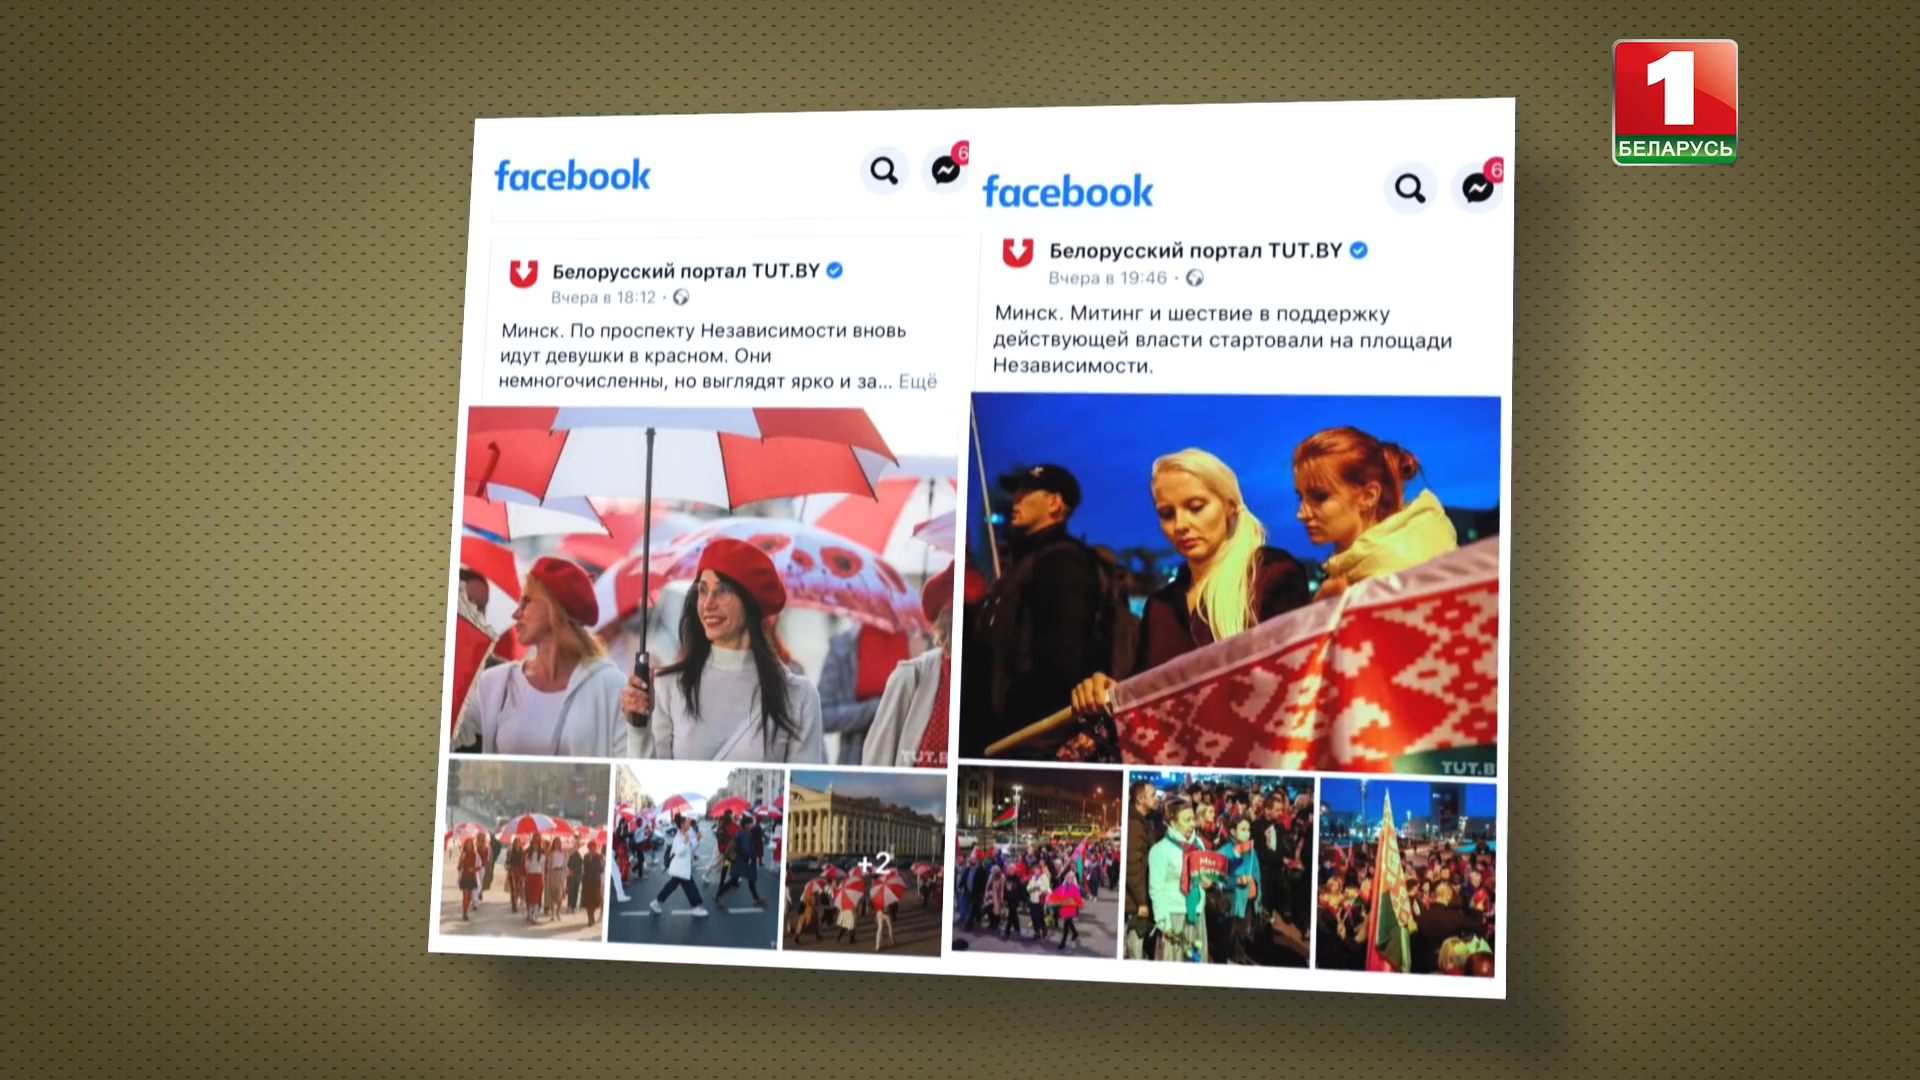 1
БЕЛАРУСЬ
facebook
6
Белорусский портал TUT.BY
Вчера в 18:12 ·
Минск. По проспекту Независимости вновь
идут девушки в красном. Они
немногочисленны, но выглядят ярко и за... Ещё
TUT.B
+2
facebook
6
Белорусский портал TUT.BY
Вчера в 19:46 ·
Минск. Митинг и шествие в поддержку
действующей власти стартовали на площади
Независимости.
TUT.B